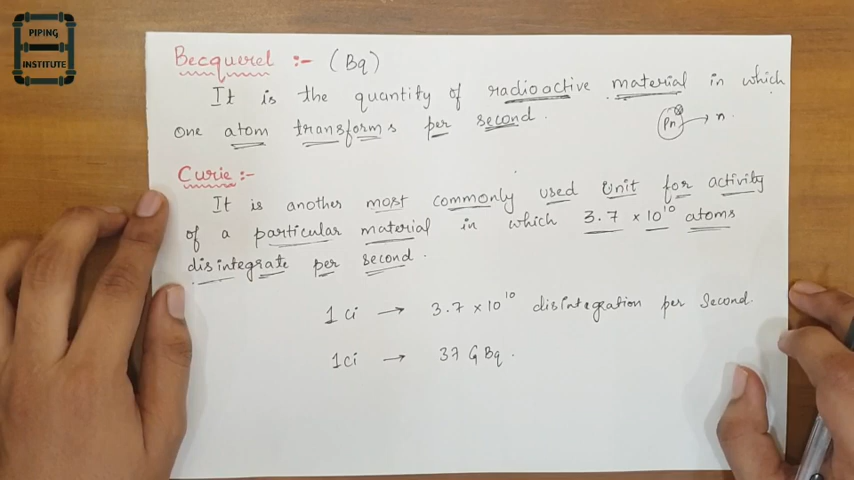 PIPING
INSTITUTE
Becquerel :- (Bq)
It is the quantity of radioactive material in which
one atom transforms per second.
Pn → n.
Curie :-
It is another most commonly used unit for activity
of a particular material in which 3.7 × 10¹⁰ atoms
disintegrate per second.
1 Ci → 3.7 × 10¹⁰ disintegration per Second.
1 Ci → 37 G Bq.